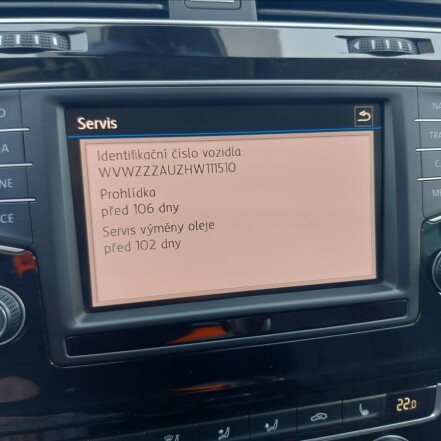 Servis
Identifikační číslo vozidla:
WVWZZZAUZHW111510
Prohlídka
před 106 dny
Servis výměny oleje
před 102 dny
22.0